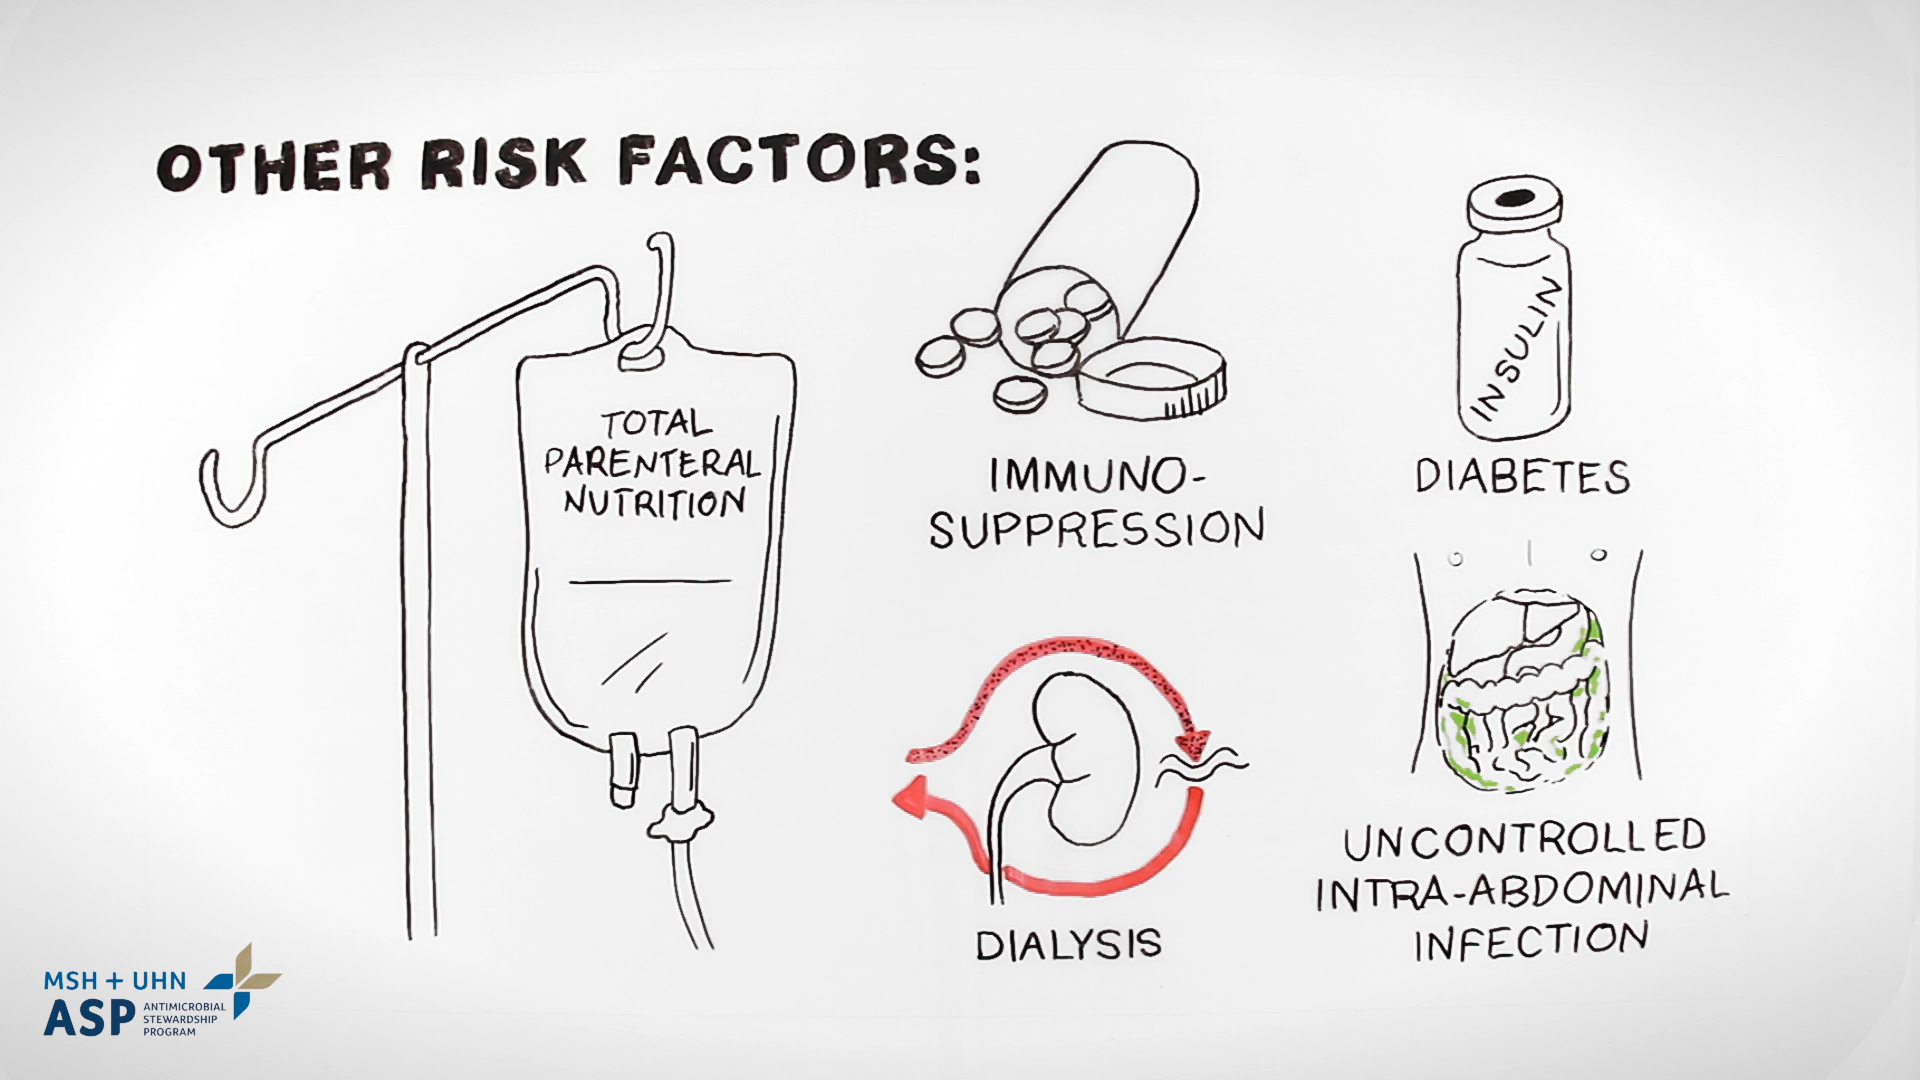 OTHER RISK FACTORS:
TOTAL
PARENTERAL
NUTRITION
IMMUNO-
SUPPRESSION
INSULIN
DIABETES
DIALYSIS
UNCONTROLLED
INTRA-ABDOMINAL
INFECTION
MSH + UHN
ASP
ANTIMICROBIAL
STEWARDSHIP
PROGRAM